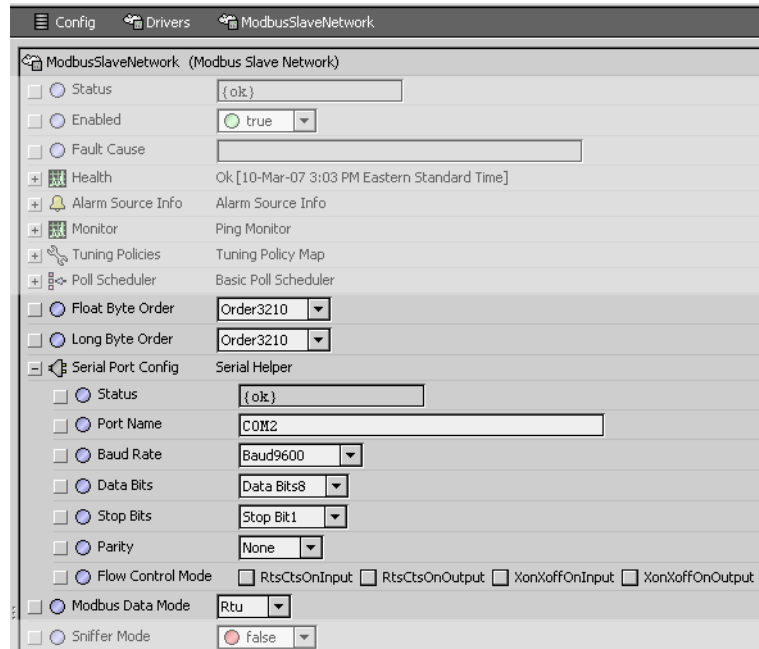 Config Drivers ModbusSlaveNetwork
ModbusSlaveNetwork (Modbus Slave Network)
Status {ok}
Enabled true
Fault Cause
Health Ok [10-Mar-07 3:03 PM Eastern Standard Time]
Alarm Source Info Alarm Source Info
Monitor Ping Monitor
Tuning Policies Tuning Policy Map
Poll Scheduler Basic Poll Scheduler
Float Byte Order Order3210
Long Byte Order Order3210
Serial Port Config Serial Helper
Status {ok}
Port Name COM2
Baud Rate Baud9600
Data Bits Data Bits8
Stop Bits Stop Bit1
Parity None
Flow Control Mode RtsCtsOnInput RtsCtsOnOutput XonXoffOnInput XonXoffOnOutput
Modbus Data Mode Rtu
Sniffer Mode false